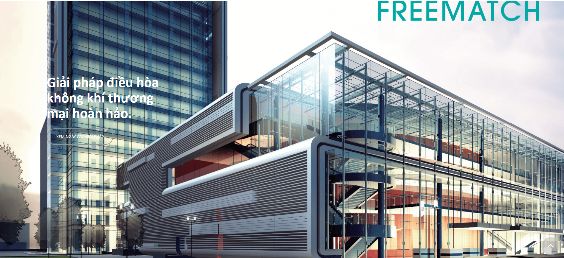 FREEMATCH
Giải pháp điều hòa
không khí thương
mại hoàn hảo.